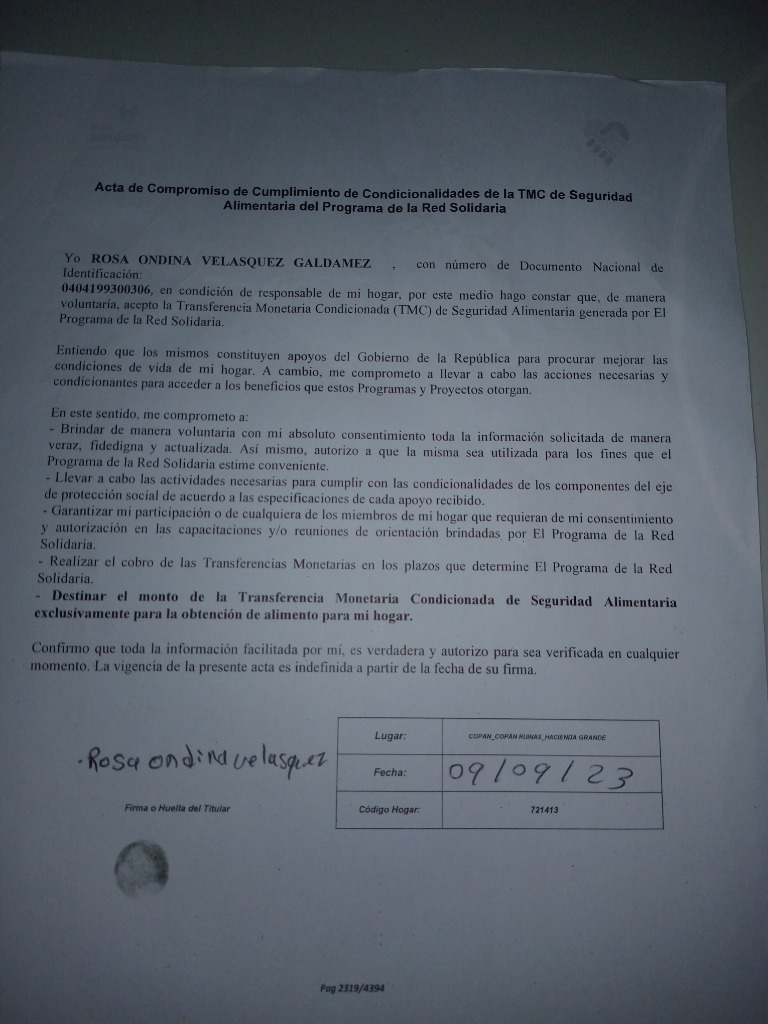 Acta de Compromiso de Cumplimiento de Condicionalidades de la TMC de Seguridad
Alimentaria del Programa de la Red Solidaria
Yo ROSA ONDINA VELASQUEZ GALDAMEZ , con número de Documento Nacional de
Identificación:
0404199300306, en condición de responsable de mi hogar, por este medio hago constar que, de manera
voluntaria, acepto la Transferencia Monetaria Condicionada (TMC) de Seguridad Alimentaria generada por El
Programa de la Red Solidaria.
Entiendo que los mismos constituyen apoyos del Gobierno de la República para procurar mejorar las
condiciones de vida de mi hogar. A cambio, me comprometo a llevar a cabo las acciones necesarias y
condicionantes para acceder a los beneficios que estos Programas y Proyectos otorgan.
En este sentido, me comprometo a:
- Brindar de manera voluntaria con mi absoluto consentimiento toda la información solicitada de manera
veraz, fidedigna y actualizada. Así mismo, autorizo a que la misma sea utilizada para los fines que el
Programa de la Red Solidaria estime conveniente.
- Llevar a cabo las actividades necesarias para cumplir con las condicionalidades de los componentes del eje
de protección social de acuerdo a las especificaciones de cada apoyo recibido.
- Garantizar mi participación o de cualquiera de los miembros de mi hogar que requieran de mi consentimiento
y autorización en las capacitaciones y/o reuniones de orientación brindadas por El Programa de la Red
Solidaria.
- Realizar el cobro de las Transferencias Monetarias en los plazos que determine El Programa de la Red
Solidaria.
- Destinar el monto de la Transferencia Monetaria Condicionada de Seguridad Alimentaria
exclusivamente para la obtención de alimento para mi hogar.
Confirmo que toda la información facilitada por mí, es verdadera y autorizo para sea verificada en cualquier
momento. La vigencia de la presente acta es indefinida a partir de la fecha de su firma.
Rosa ondina velasquez
Firma o Huella del Titular
Lugar: COPAN_COPAN RUINAS_HACIENDA GRANDE
Fecha: 09/09/23
Código Hogar: 721413
Pag 2319/4394